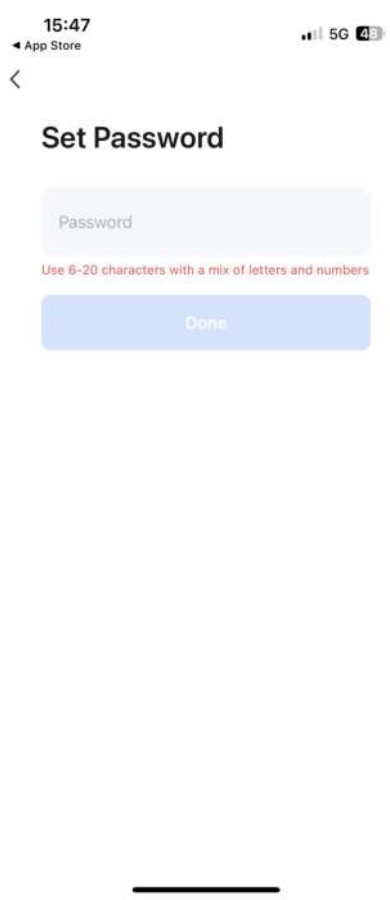 15:47
5G 48
◀ App Store
Set Password
Password
Use 6-20 characters with a mix of letters and numbers
Done